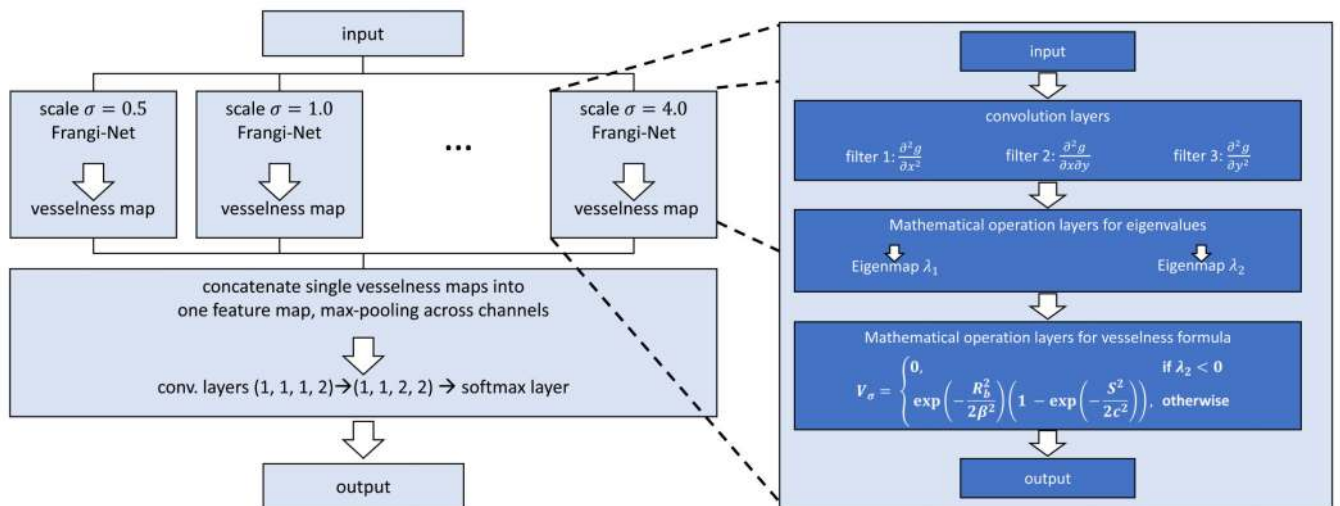 input
scale σ = 0.5
Frangi-Net
vesselness map
scale σ = 1.0
Frangi-Net
vesselness map
...
scale σ = 4.0
Frangi-Net
vesselness map
concatenate single vesselness maps into
one feature map, max-pooling across channels
conv. layers (1, 1, 1, 2)→(1, 1, 2, 2) → softmax layer
output
input
convolution layers
filter 1: ∂²g/∂x² filter 2: ∂²g/∂x∂y filter 3: ∂²g/∂y²
Mathematical operation layers for eigenvalues
Eigenmap λ₁ Eigenmap λ₂
Mathematical operation layers for vesselness formula
V_σ = { 0, if λ₂ < 0
exp(−R_b²/2β²)(1 − exp(−S²/2c²)), otherwise
output